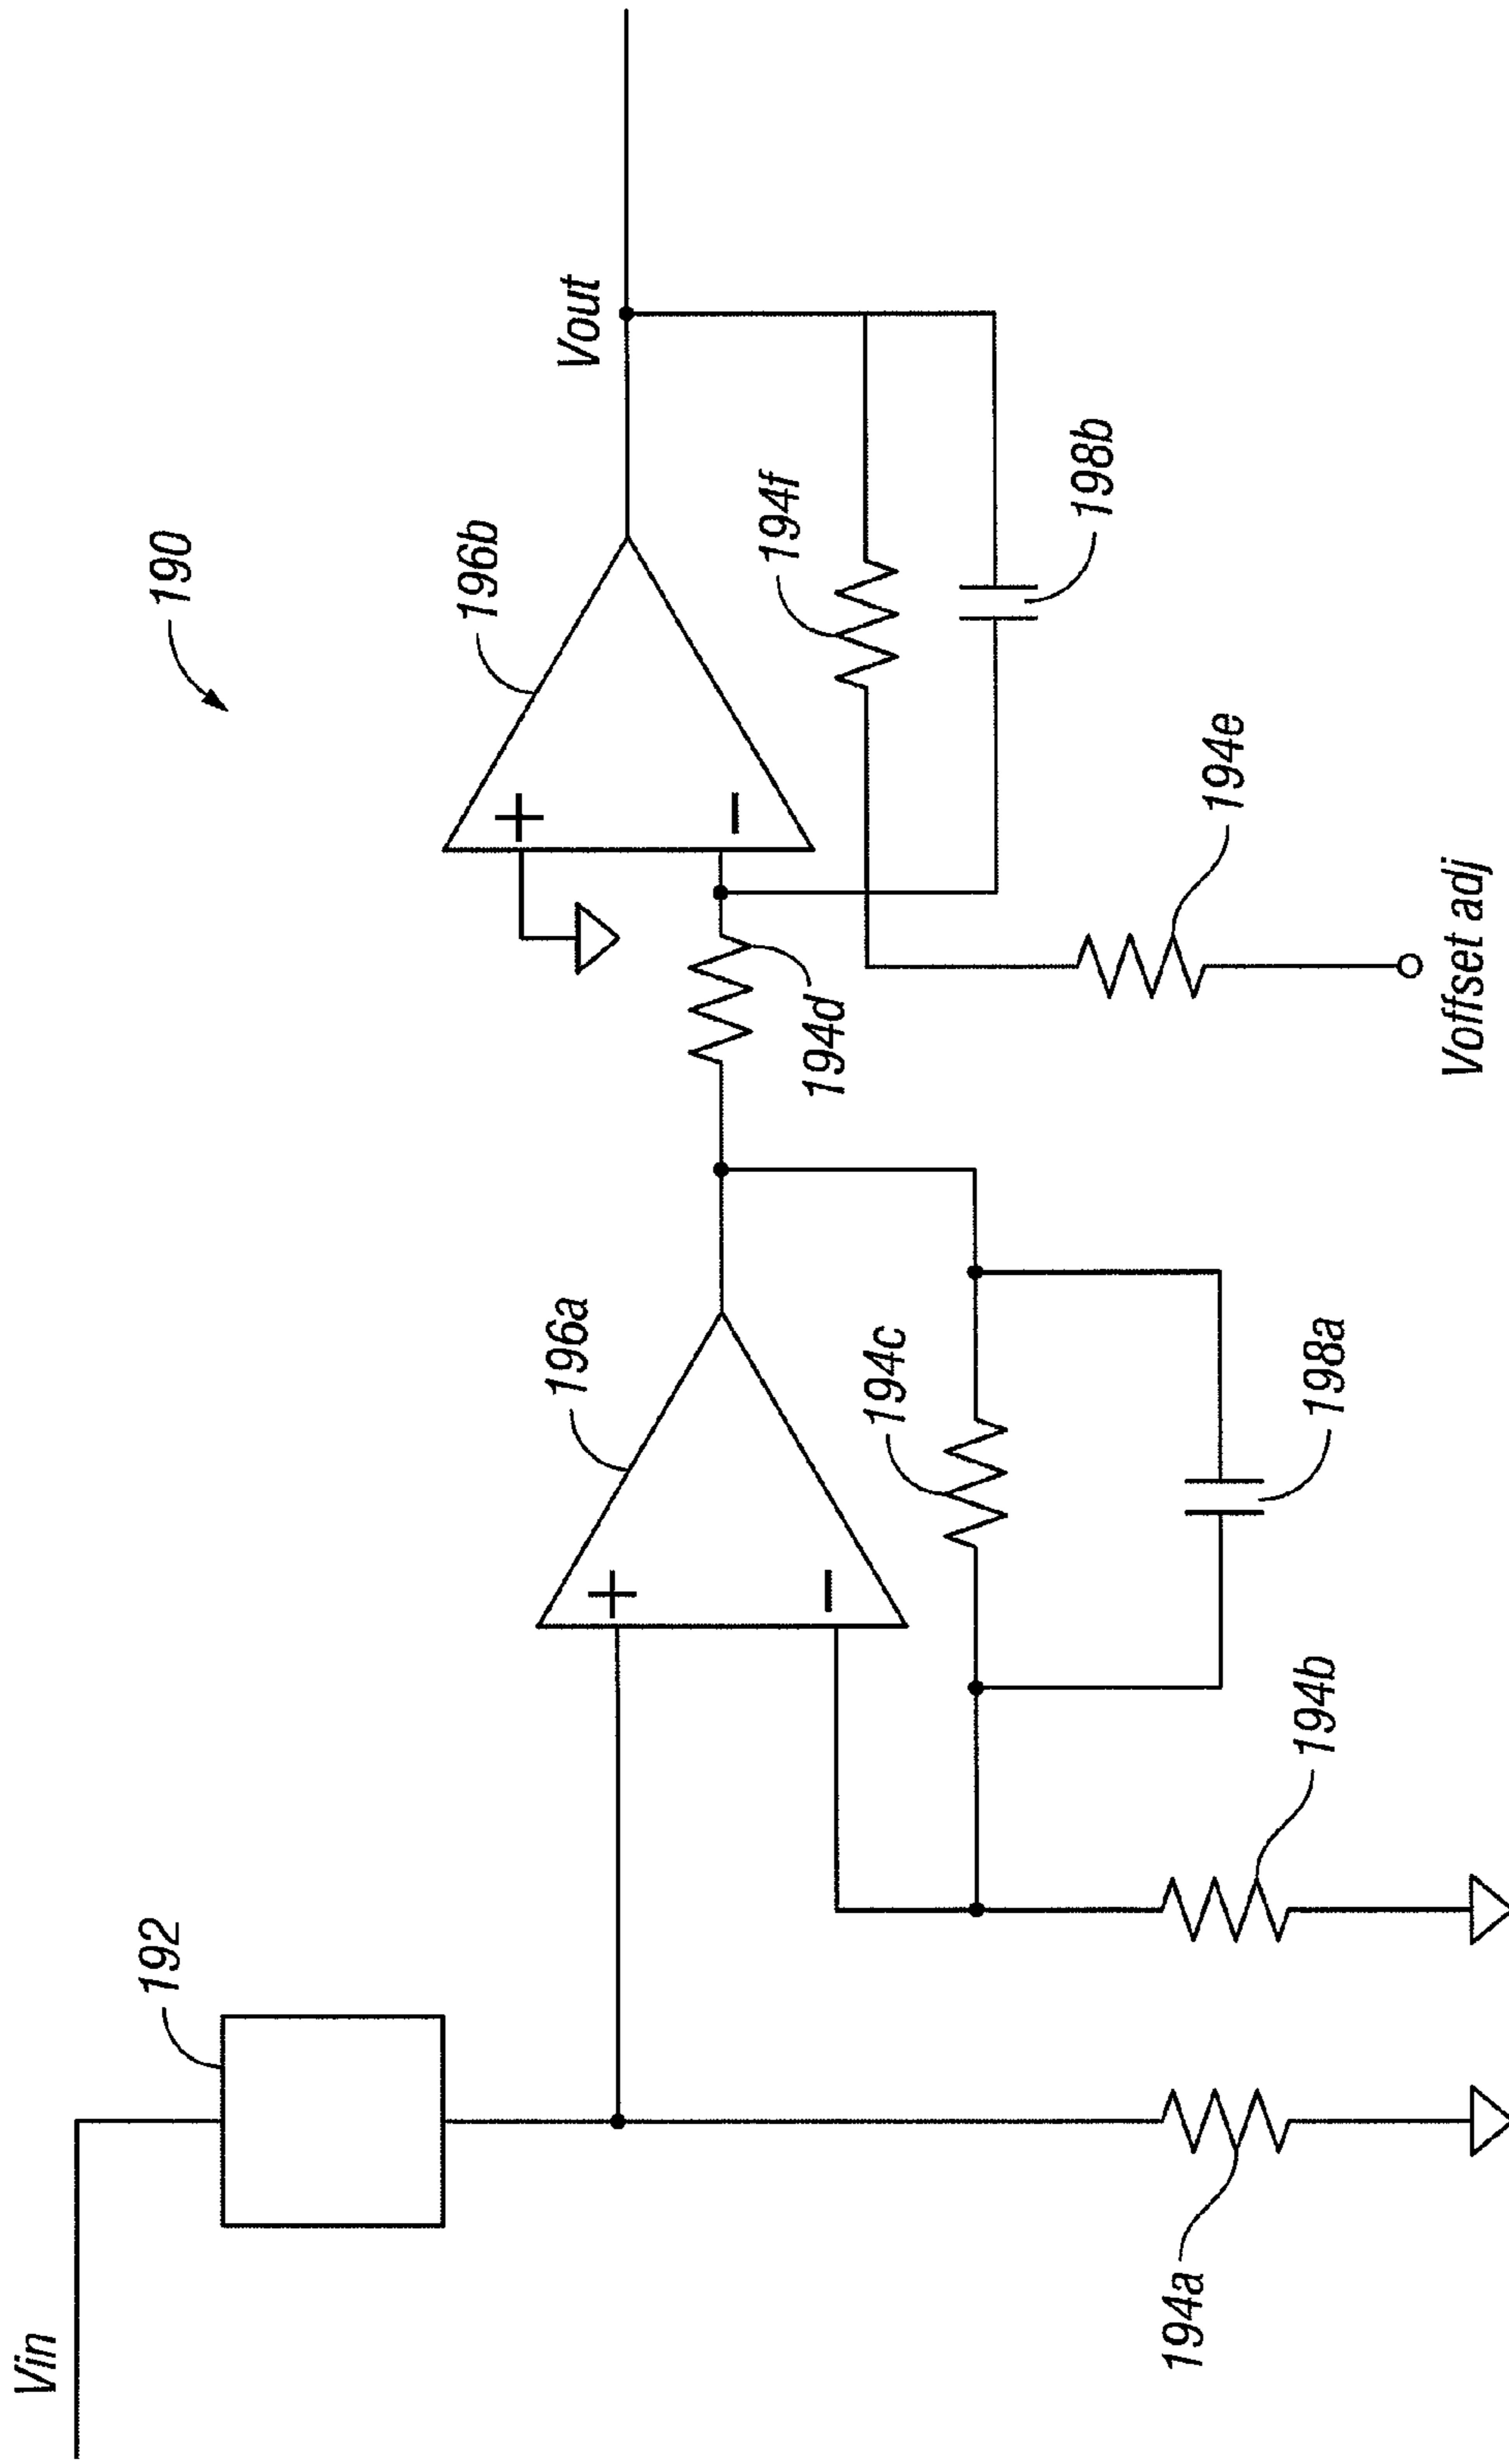 190
Vin
192
194a
194b
196a
+
−
194c
198a
194d
196b
+
−
Vout
194f
198b
194e
Voffset adj